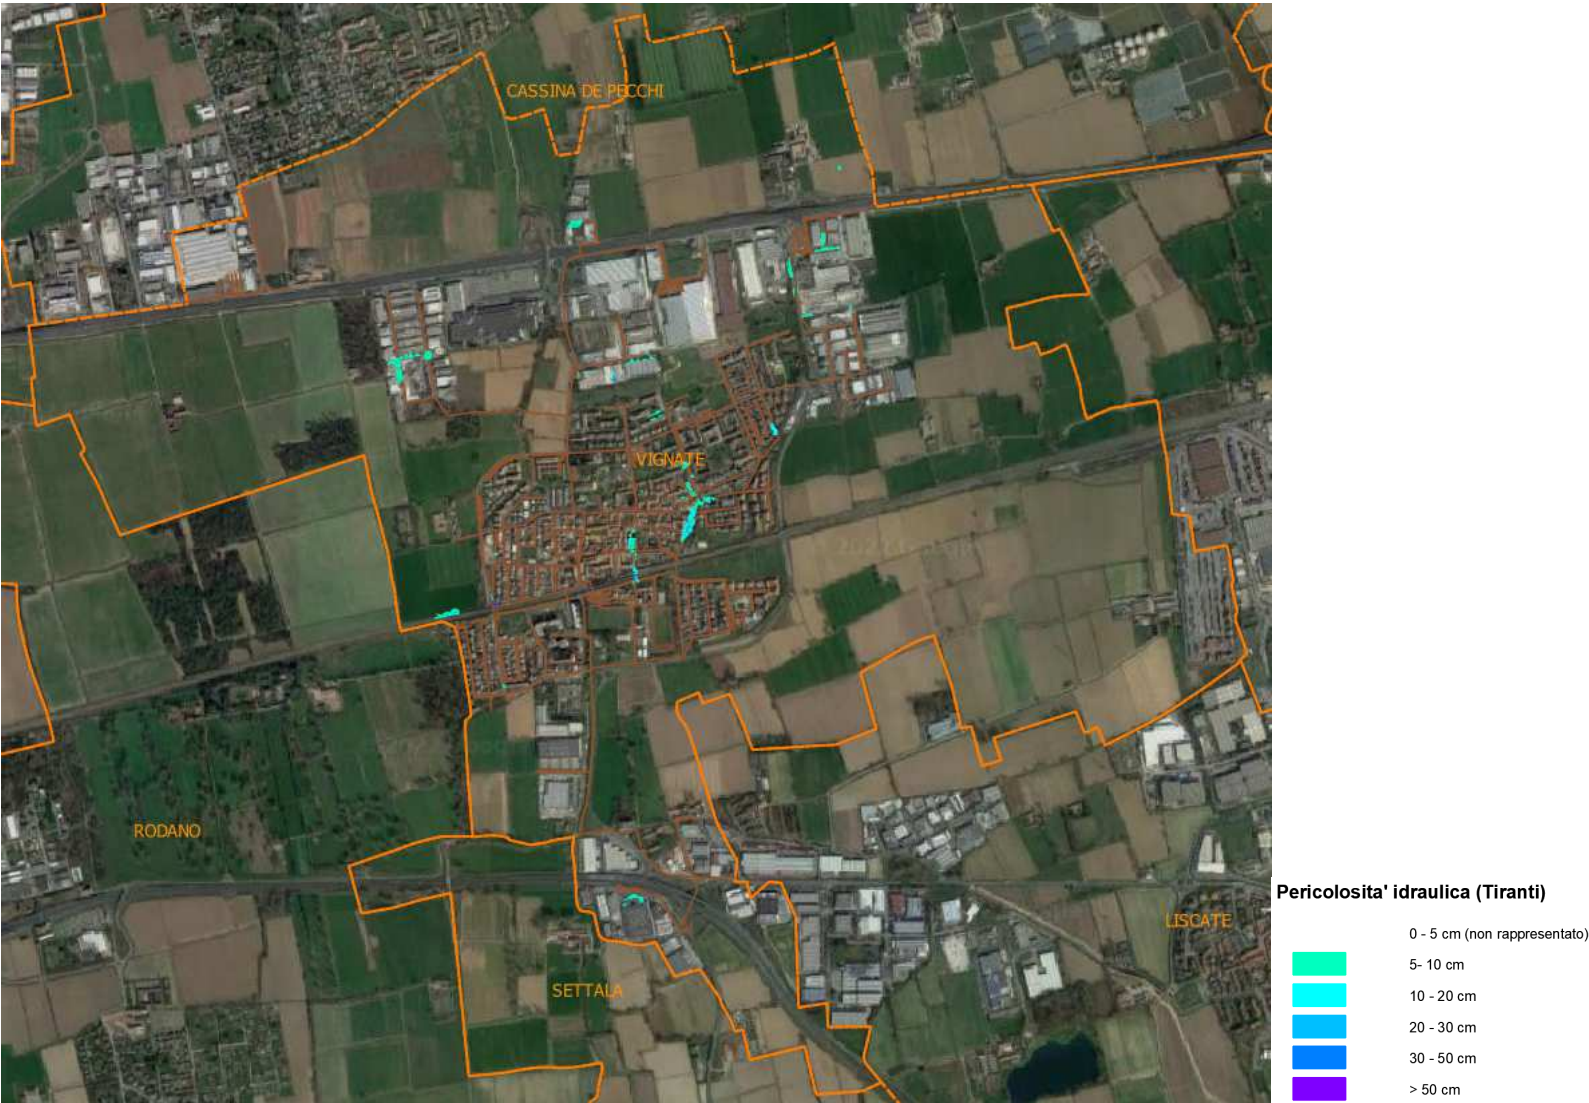 CASSINA DE PECCHI
VIGNATE
RODANO
LISCATE
SETTALA
Pericolosita' idraulica (Tiranti)
0 - 5 cm (non rappresentato)
5- 10 cm
10 - 20 cm
20 - 30 cm
30 - 50 cm
> 50 cm